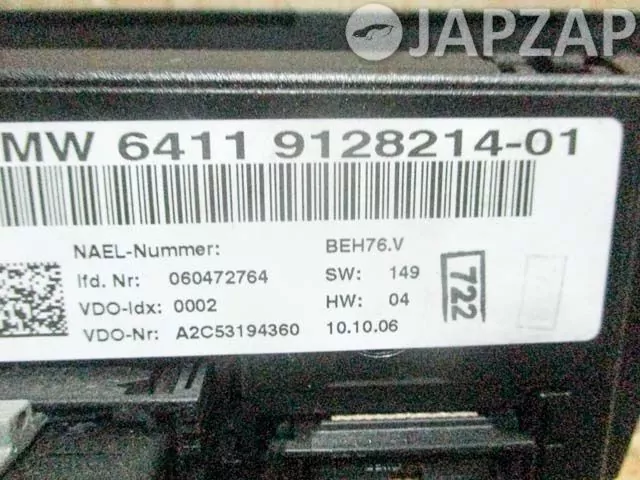 JAPZAP
MW 6411 9128214-01
NAEL-Nummer: BEH76.V
lfd. Nr: 060472764 SW: 149
VDO-Idx: 0002 HW: 04
VDO-Nr: A2C53194360 10.10.06
722